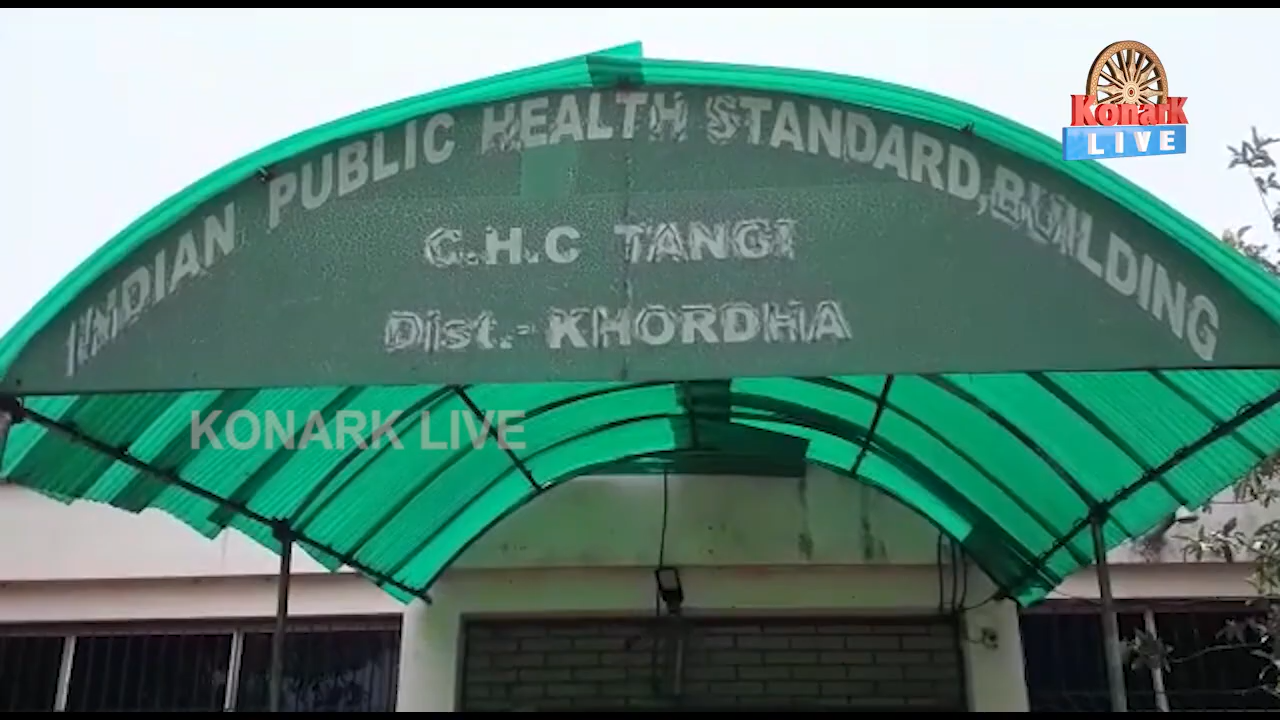 INDIAN PUBLIC HEALTH STANDARD,BUILDING
C.H.C TANGI
Dist.- KHORDHA
KONARK LIVE
KonarK
LIVE